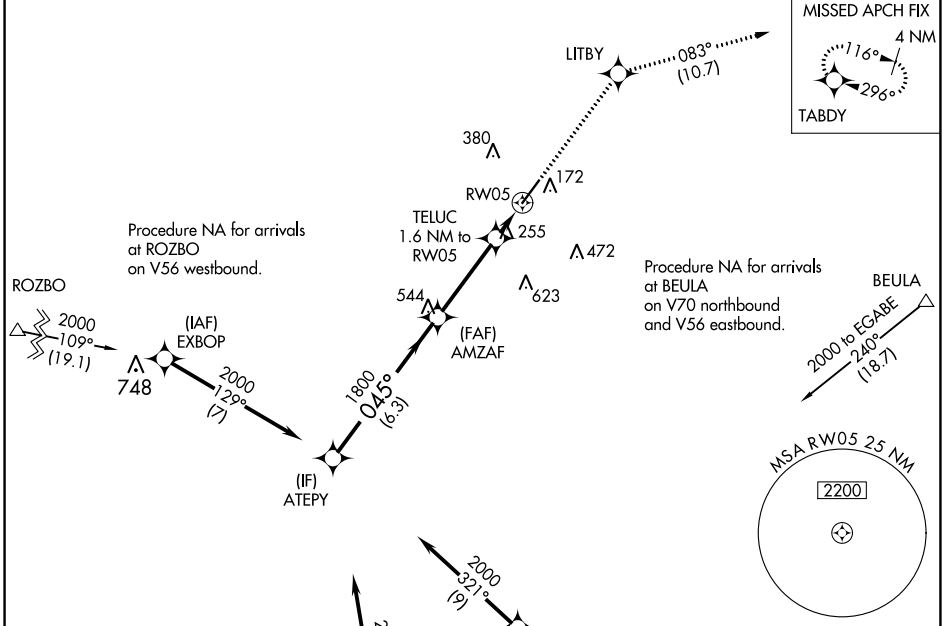 MISSED APCH FIX
4 NM
116°
296°
TABDY
LITBY
083°
(10.7)
380
172
RW05
TELUC
1.6 NM to
RW05
255
472
623
544
(FAF)
AMZAF
Procedure NA for arrivals
at ROZBO
on V56 westbound.
Procedure NA for arrivals
at BEULA
on V70 northbound
and V56 eastbound.
ROZBO
2000
109°
(19.1)
(IAF)
EXBOP
748
2000
129°
(7)
1800
045°
(6.3)
(IF)
ATEPY
BEULA
2000 to EGABE
240°
(18.7)
MSA RW05 25 NM
2200
2000
321°
(9)